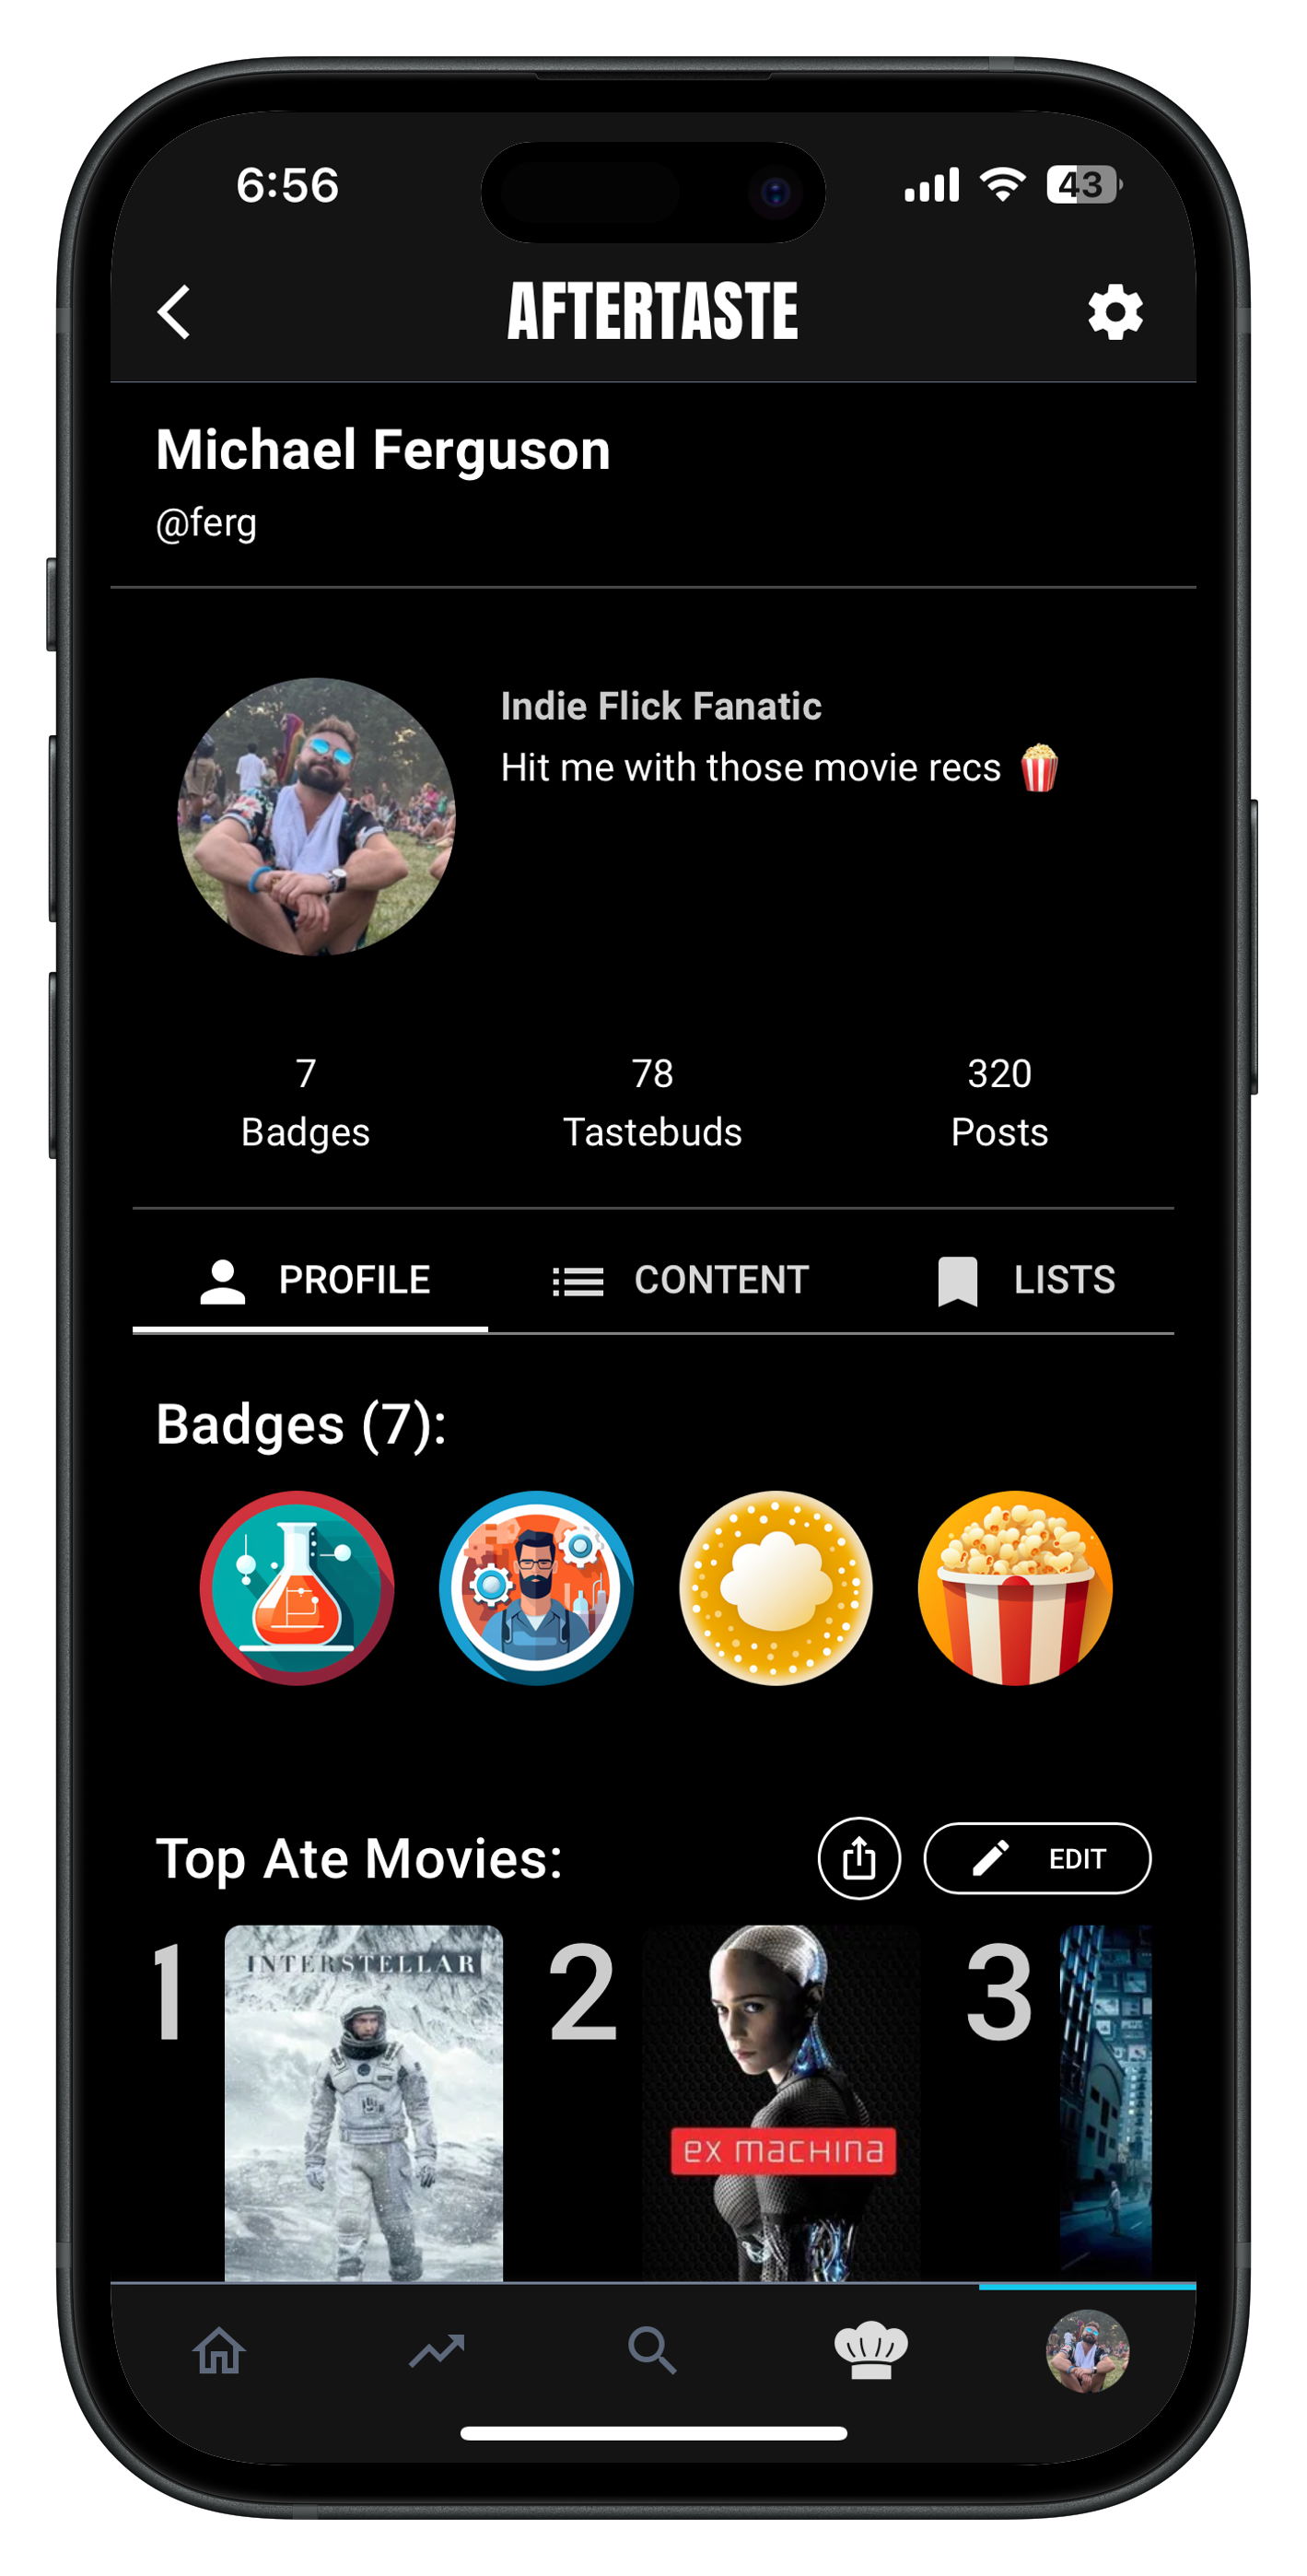 6:56
43
AFTERTASTE
Michael Ferguson
@ferg
Indie Flick Fanatic
Hit me with those movie recs 🍿
7
78
320
Badges
Tastebuds
Posts
PROFILE
CONTENT
LISTS
Badges (7):
Top Ate Movies:
EDIT
1
INTERSTELLAR
2
ex machina
3